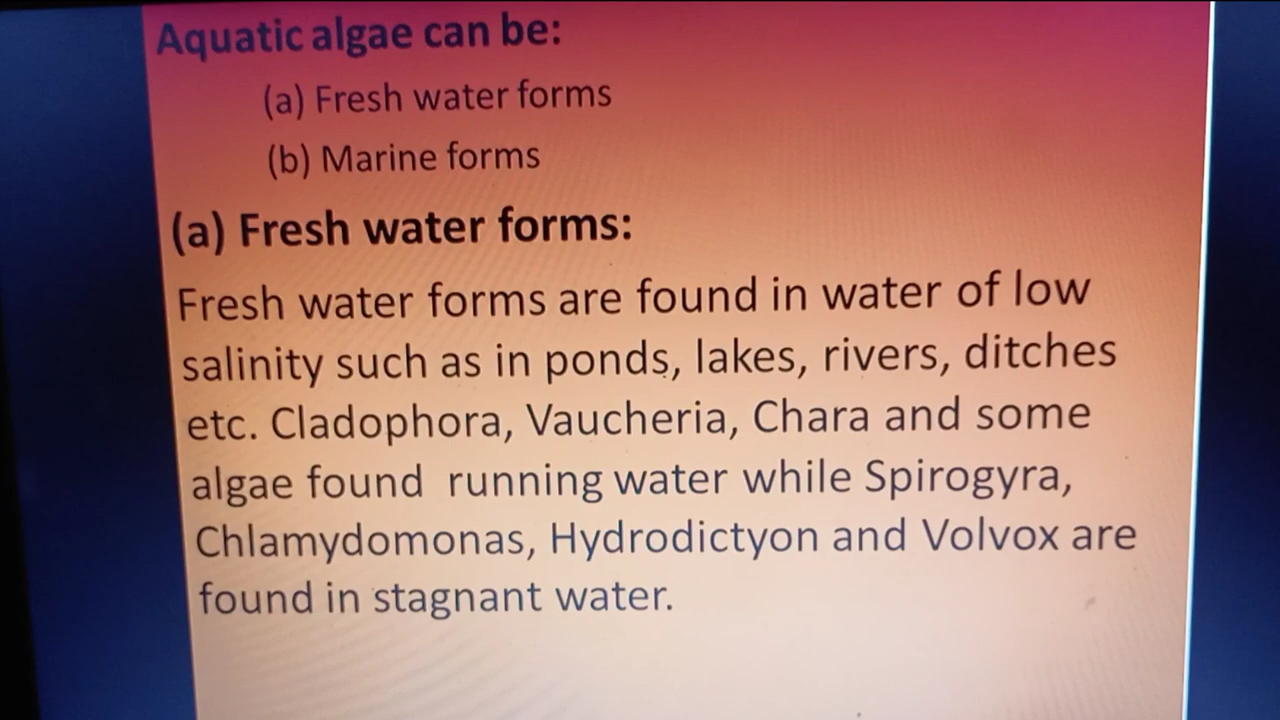 Aquatic algae can be:
(a) Fresh water forms
(b) Marine forms
(a) Fresh water forms:
Fresh water forms are found in water of low
salinity such as in ponds, lakes, rivers, ditches
etc. Cladophora, Vaucheria, Chara and some
algae found running water while Spirogyra,
Chlamydomonas, Hydrodictyon and Volvox are
found in stagnant water.